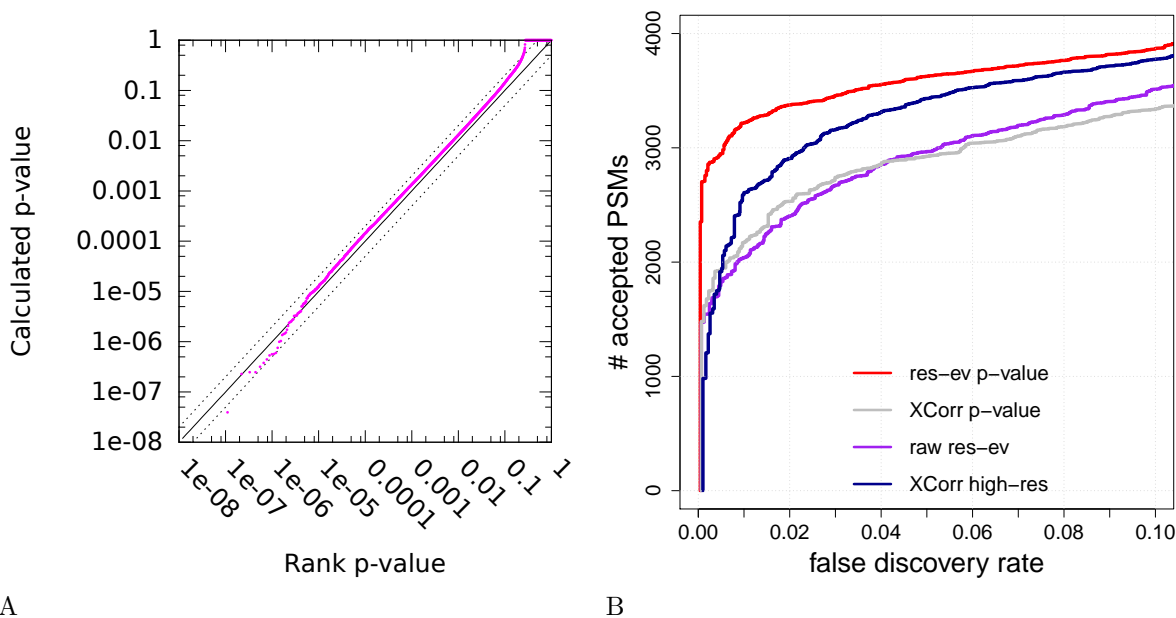 1
0.1
0.01
0.001
0.0001
1e-05
1e-06
1e-07
1e-08
Calculated p-value
1e-08
1e-07
1e-06
1e-05
0.0001
0.001
0.01
0.1
1
Rank p-value
A
4000
3000
2000
1000
0
# accepted PSMs
res-ev p-value
XCorr p-value
raw res-ev
XCorr high-res
0.00 0.02 0.04 0.06 0.08 0.10
false discovery rate
B